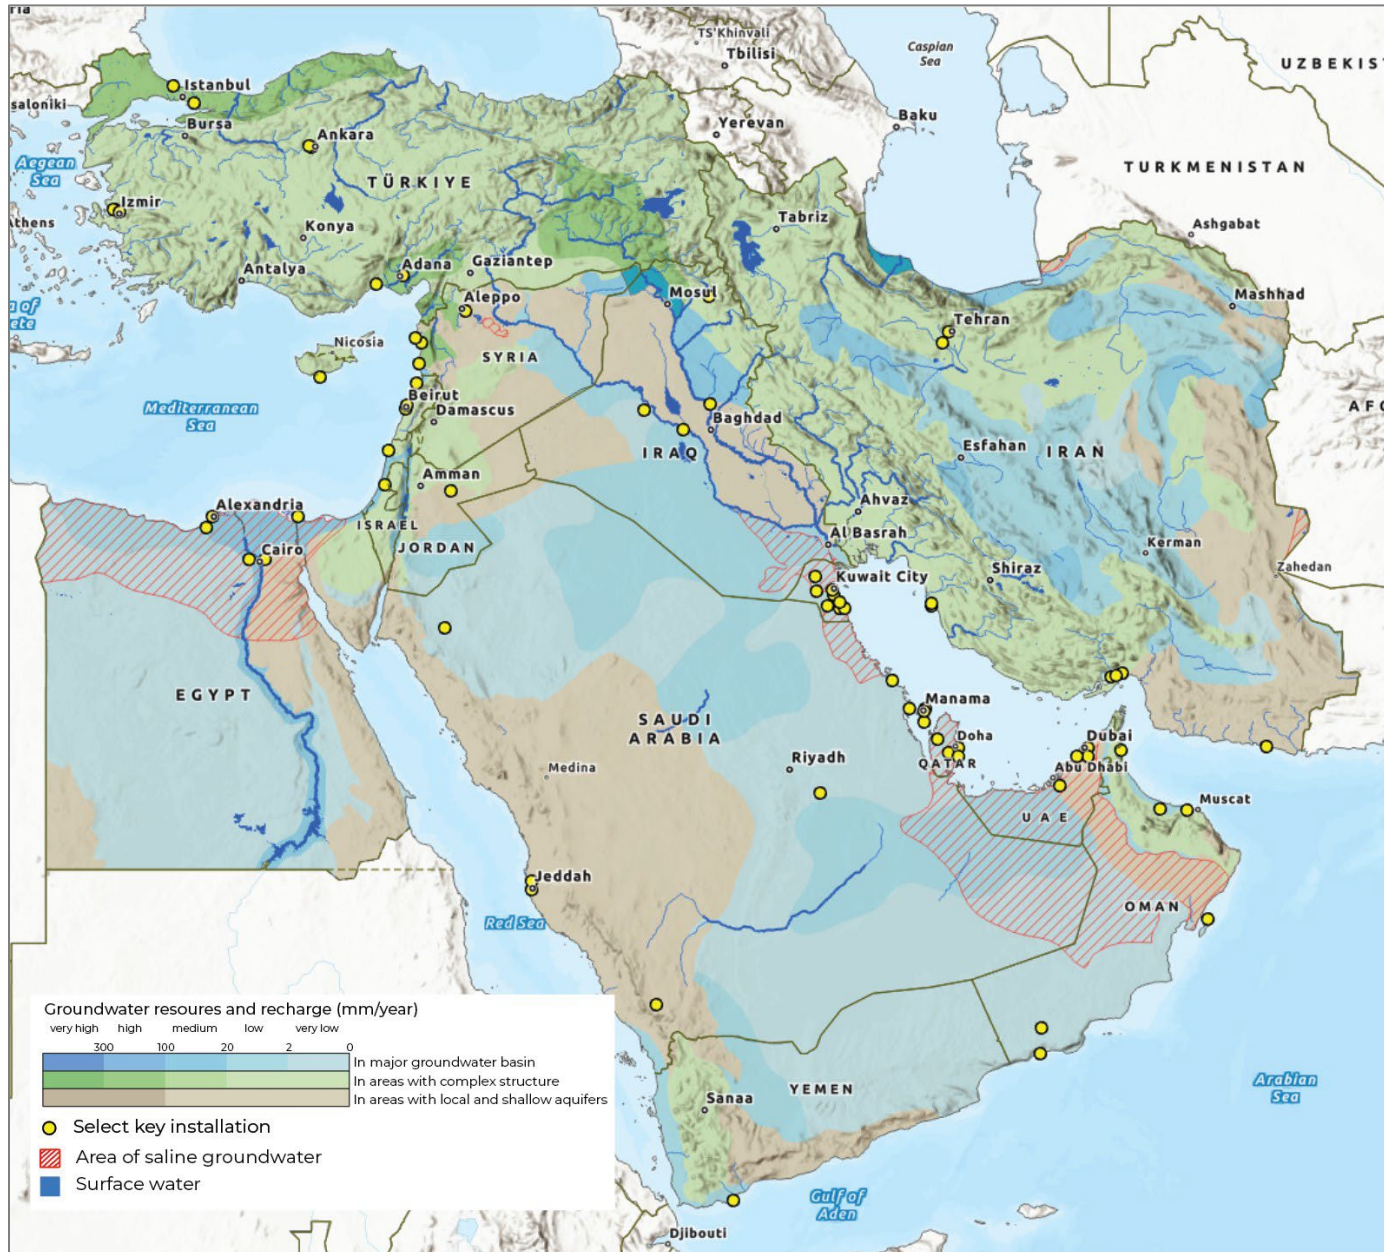 ria
TS'Khinvali
Tbilisi
Caspian
Sea
UZBEKIST
Istanbul
saloniki
Bursa
Ankara
Yerevan
Baku
Aegean
Sea
TÜRKIYE
TURKMENISTAN
Izmir
Athens
Konya
Tabriz
Ashgabat
Antalya
Adana
Gaziantep
a of
ete
Aleppo
Mosul
Mashhad
Nicosia
SYRIA
Tehran
Mediterranean
Sea
Beirut
Damascus
Baghdad
AFG
IRAQ
Esfahan
IRAN
Amman
Alexandria
ISRAEL
Ahvaz
Cairo
JORDAN
Al Basrah
Kerman
Kuwait City
Shiraz
Zahedan
EGYPT
SAUDI
ARABIA
Manama
Doha
QATAR
Dubai
Abu Dhabi
Medina
Riyadh
Muscat
UAE
Jeddah
Red Sea
OMAN
Groundwater resoures and recharge (mm/year)
very high high medium low very low
300 100 20 2 0
In major groundwater basin
In areas with complex structure
In areas with local and shallow aquifers
Select key installation
Area of saline groundwater
Surface water
YEMEN
Sanaa
Arabian
Sea
Gulf of
Aden
Djibouti